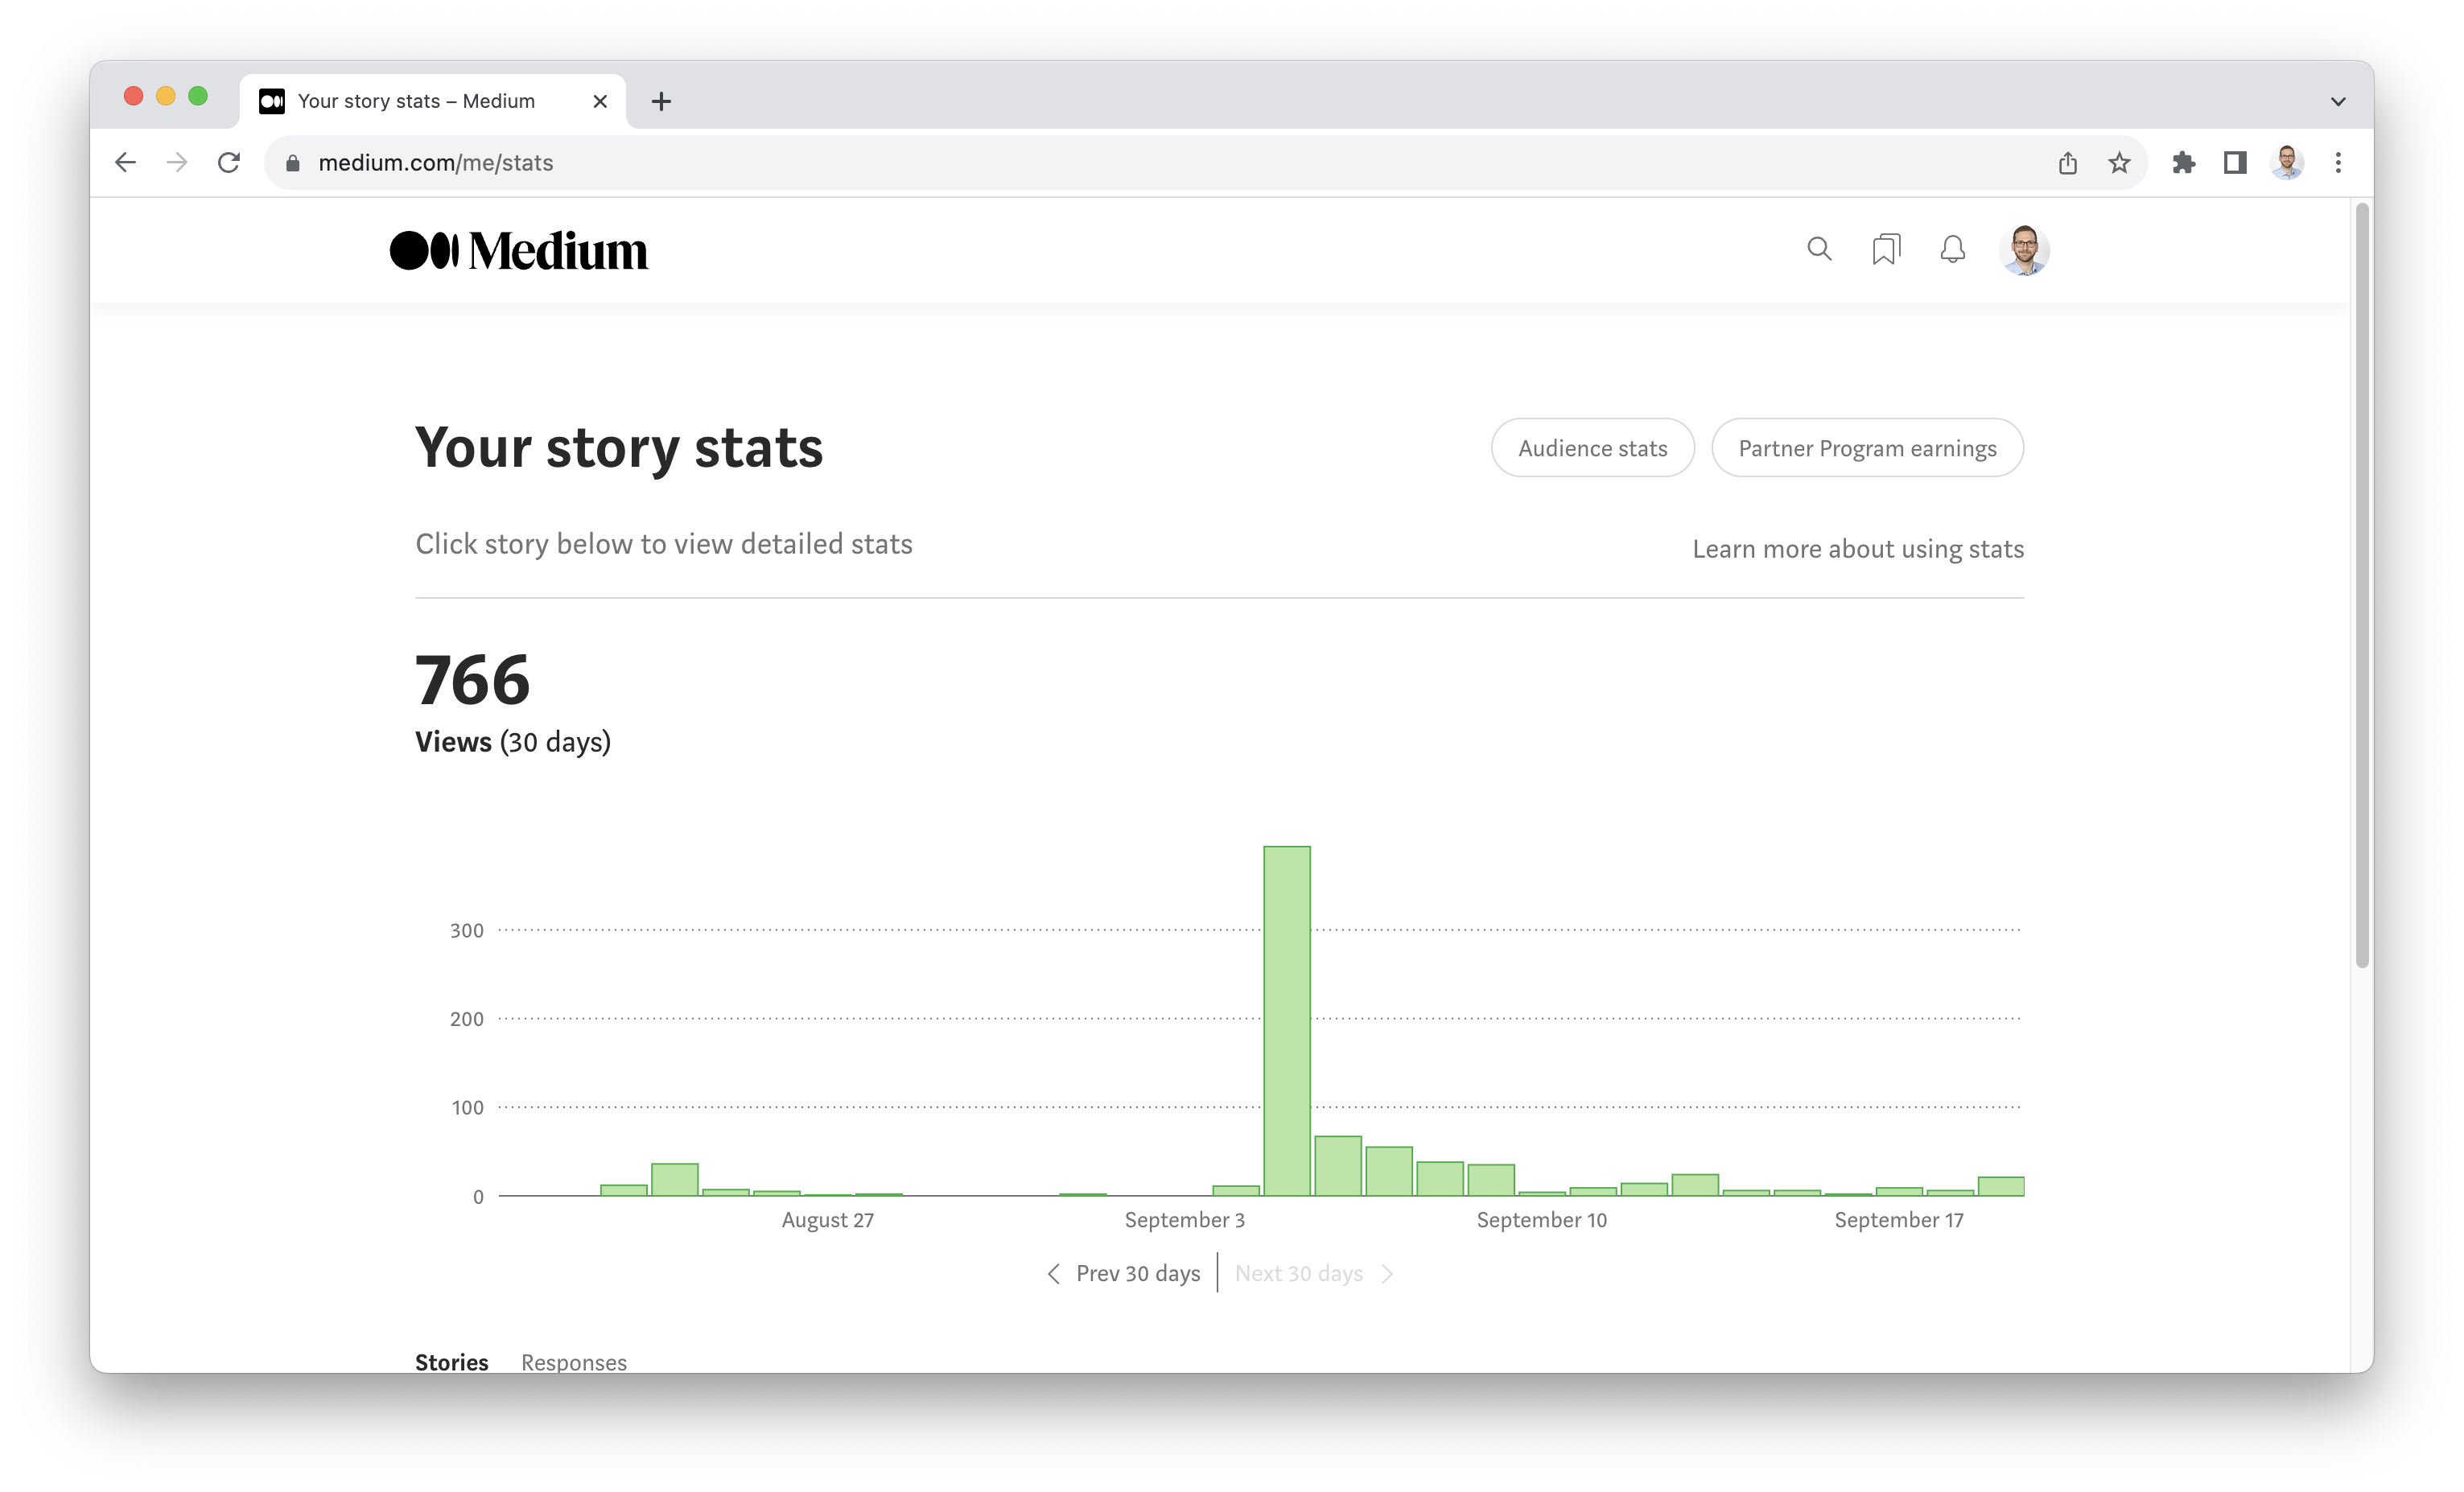 Your story stats – Medium
medium.com/me/stats
Medium
Your story stats
Audience stats
Partner Program earnings
Click story below to view detailed stats
Learn more about using stats
766
Views (30 days)
300
200
100
0
August 27
September 3
September 10
September 17
Prev 30 days
Next 30 days
Stories
Responses